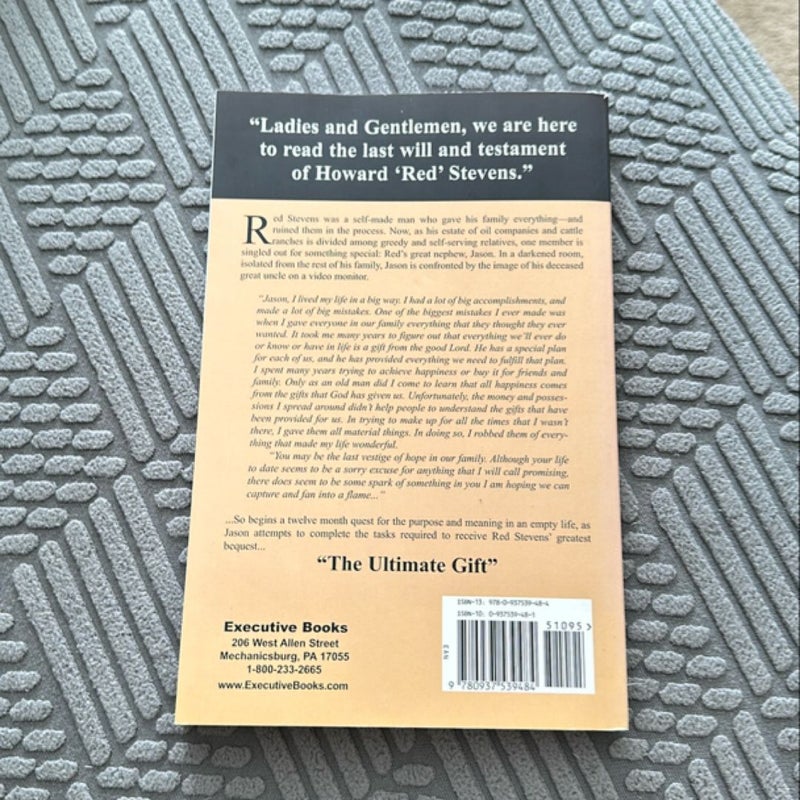 “Ladies and Gentlemen, we are here
to read the last will and testament
of Howard ‘Red’ Stevens.”
Red Stevens was a self-made man who gave his family everything—and
ruined them in the process. Now, as his estate of oil companies and cattle
ranches is divided among greedy and self-serving relatives, one member is
singled out for something special: Red's great nephew, Jason. In a darkened room,
isolated from the rest of his family, Jason is confronted by the image of his deceased
great uncle on a video monitor.
“Jason, I lived my life in a big way. I had a lot of big accomplishments, and
made a lot of big mistakes. One of the biggest mistakes I ever made was
when I gave everyone in our family everything that they thought they ever
wanted. It took me many years to figure out that everything we'll ever do
or know or have in life is a gift from the good Lord. He has a special plan
for each of us, and he has provided everything we need to fulfill that plan.
I spent many years trying to achieve happiness or buy it for friends and
family. Only as an old man did I come to learn that all happiness comes
from the gifts that God has given us. Unfortunately, the money and posses-
sions I spread around didn't help people to understand the gifts that have
been provided for us. In trying to make up for all the times that I wasn't
there, I gave them all material things. In doing so, I robbed them of every-
thing that made my life wonderful.
“You may be the last vestige of hope in our family. Although your life
to date seems to be a sorry excuse for anything that I will call promising,
there does seem to be some spark of something in you I am hoping we can
capture and fan into a flame...”
...So begins a twelve month quest for the purpose and meaning in an empty life, as
Jason attempts to complete the tasks required to receive Red Stevens' greatest
bequest...
“The Ultimate Gift”
Executive Books
206 West Allen Street
Mechanicsburg, PA 17055
1-800-233-2665
www.ExecutiveBooks.com
ISBN-13: 978-0-937539-48-4
ISBN-10: 0-937539-48-5
51095>
EAN
9 780937 539484